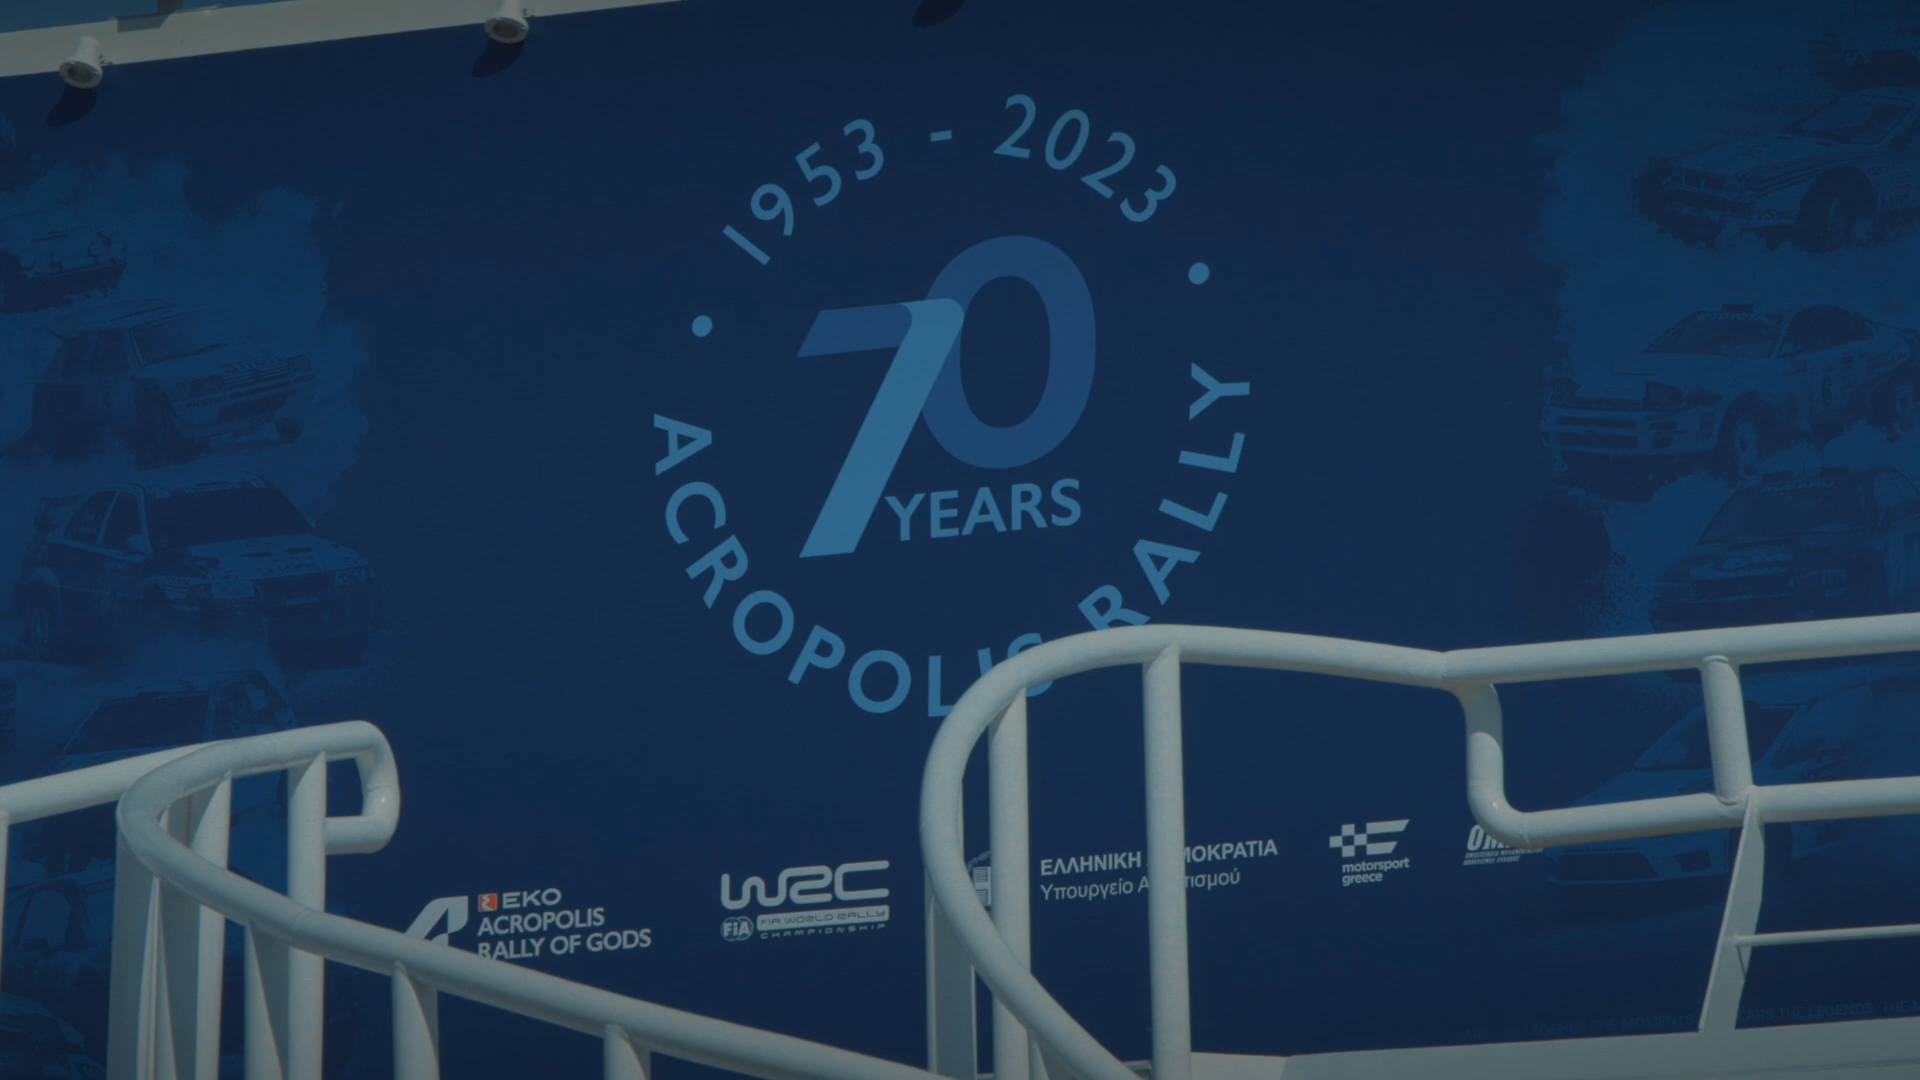 1953 - 2023
70
YEARS
ACROPOLIS RALLY
EKO
ACROPOLIS
RALLY OF GODS
WRC
FIA
FIA WORLD RALLY
CHAMPIONSHIP
ΕΛΛΗΝΙΚΗ
Υπουργείο
motorsport
greece